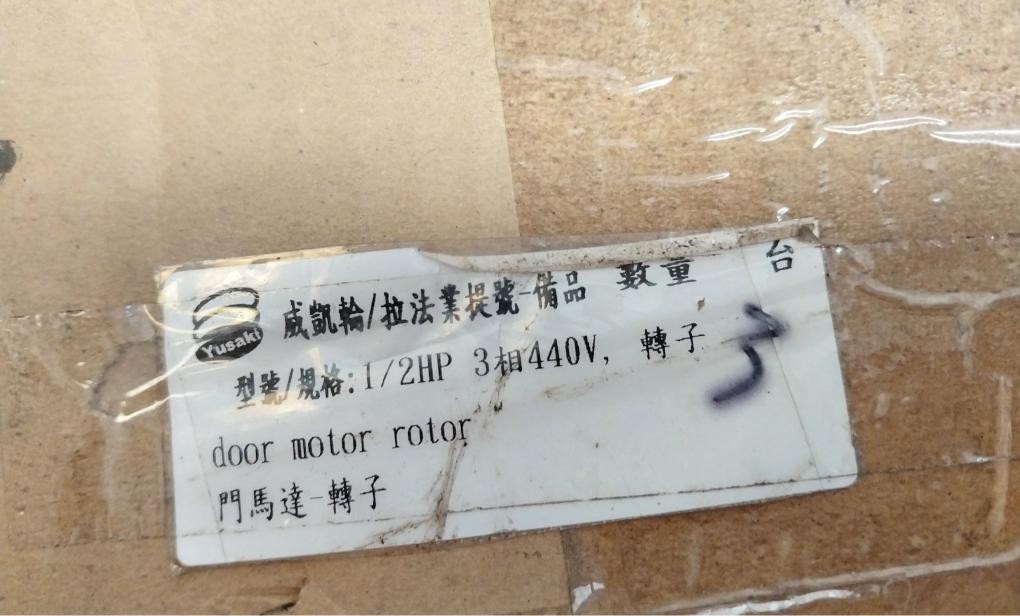 Yusaki
威凱輪/拉法業提號-備品 數量 台
型號/規格:1/2HP 3相440V, 轉子
door motor rotor
門馬達-轉子